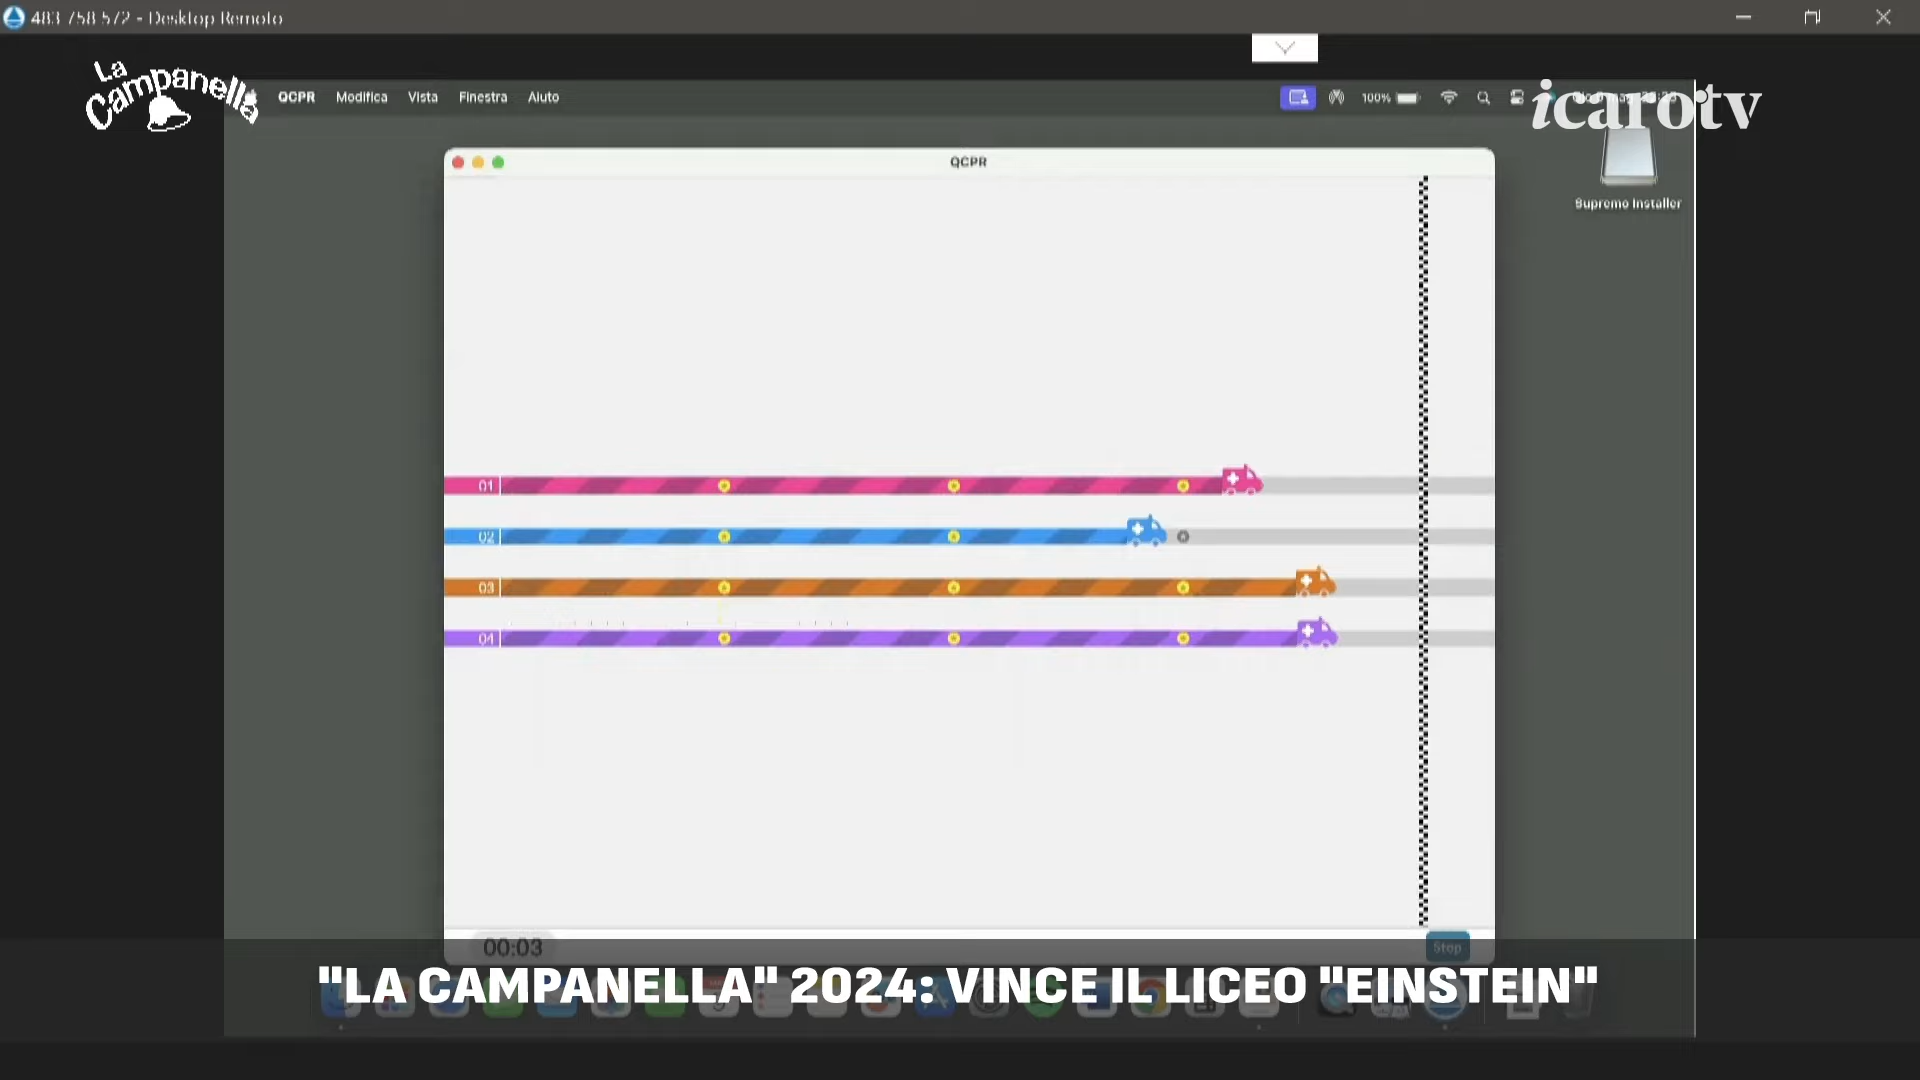 483 758 572 - Desktop Remoto
La
Campanella
QCPR Modifica Vista Finestra Aiuto
100%
icarotv
QCPR
Supremo Installer
01
02
03
04
00:03
Stop
"LA CAMPANELLA" 2024: VINCE IL LICEO "EINSTEIN"